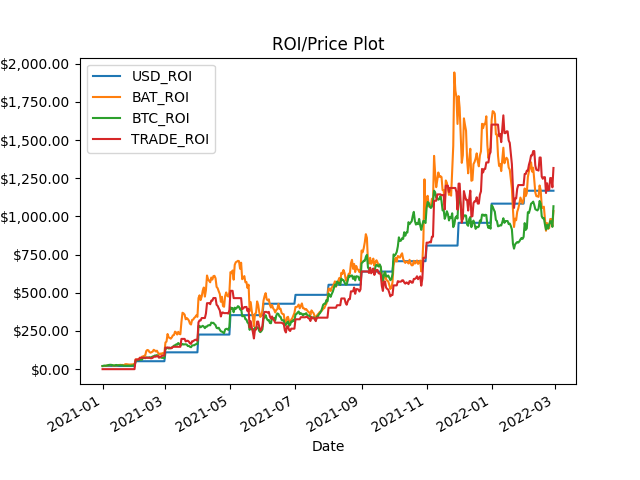 ROI/Price Plot
$2,000.00
$1,750.00
$1,500.00
$1,250.00
$1,000.00
$750.00
$500.00
$250.00
$0.00
USD_ROI
BAT_ROI
BTC_ROI
TRADE_ROI
2021-01
2021-03
2021-05
2021-07
2021-09
2021-11
2022-01
2022-03
Date